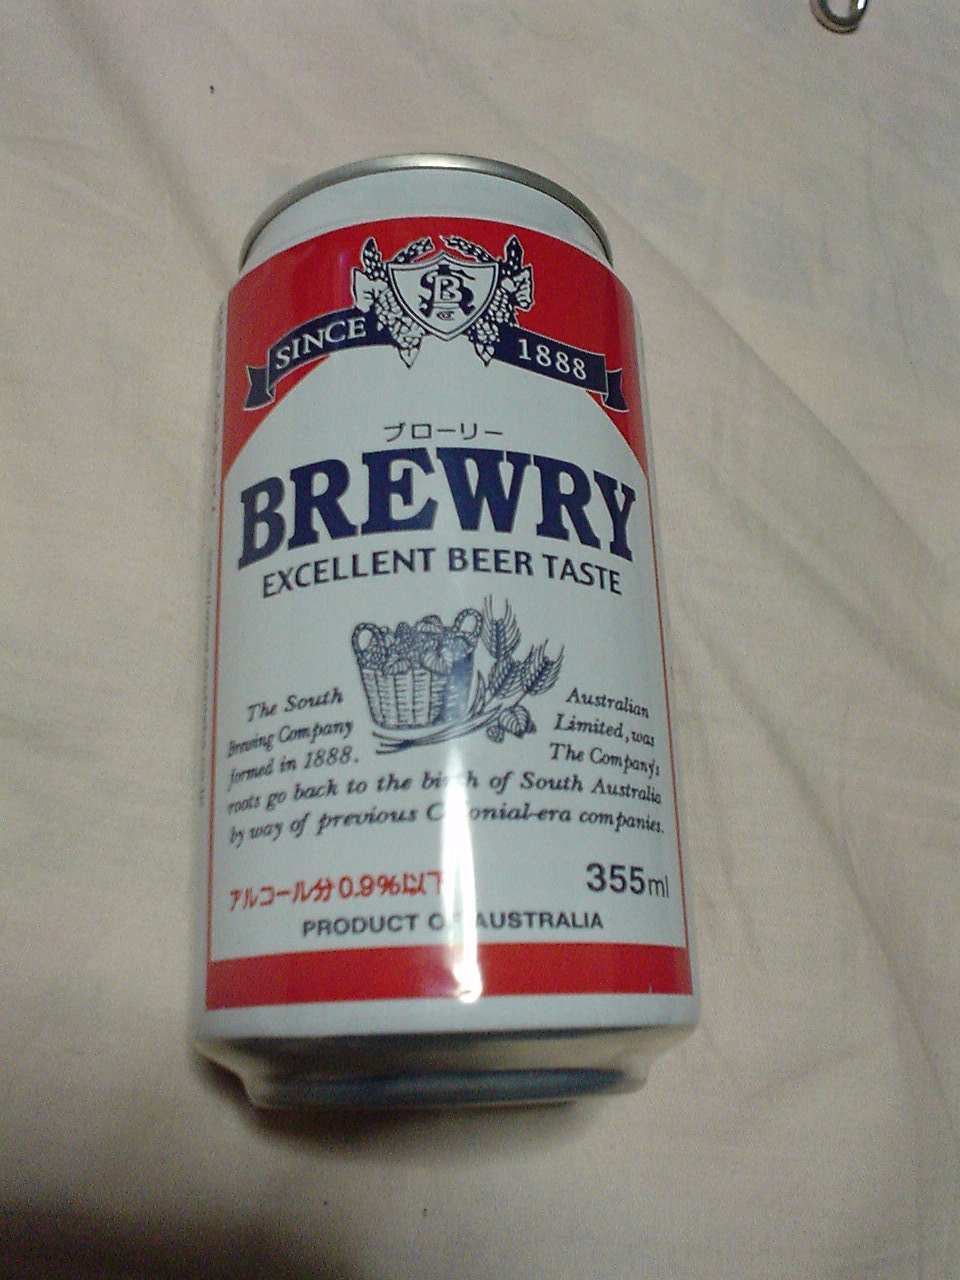 SINCE 1888
ブローリー
BREWRY
EXCELLENT BEER TASTE
The South Australian
Brewing Company Limited, was
formed in 1888. The Company's
roots go back to the birth of South Australia
by way of previous Colonial-era companies.
アルコール分0.9%以下 355ml
PRODUCT OF AUSTRALIA